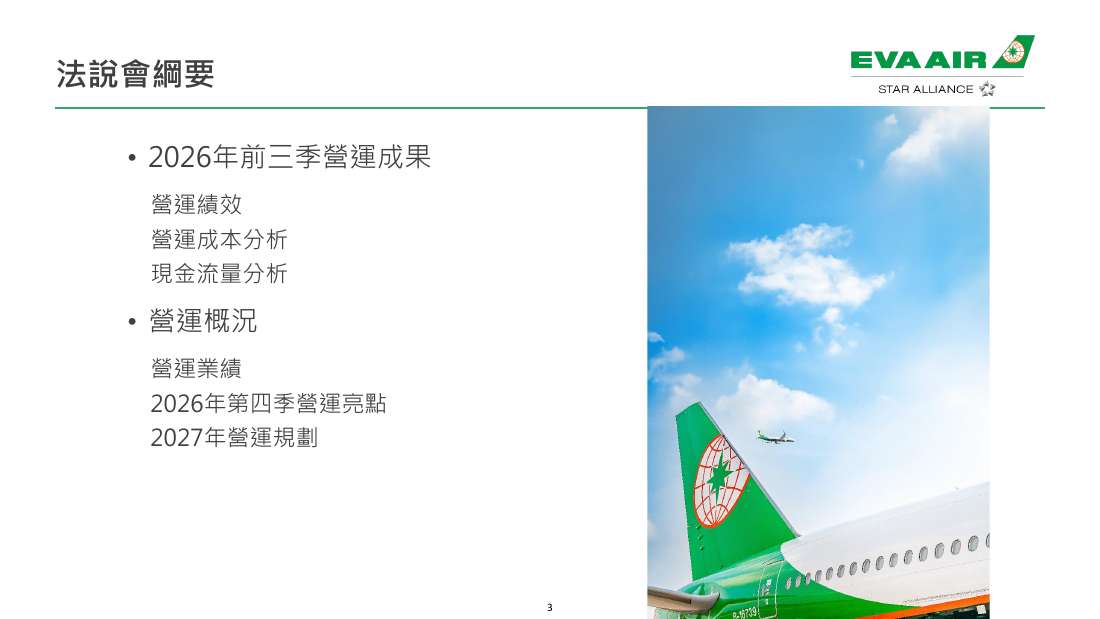 法說會綱要
EVA AIR
STAR ALLIANCE
• 2026年前三季營運成果
營運績效
營運成本分析
現金流量分析
• 營運概況
營運業績
2026年第四季營運亮點
2027年營運規劃
B-16739
3